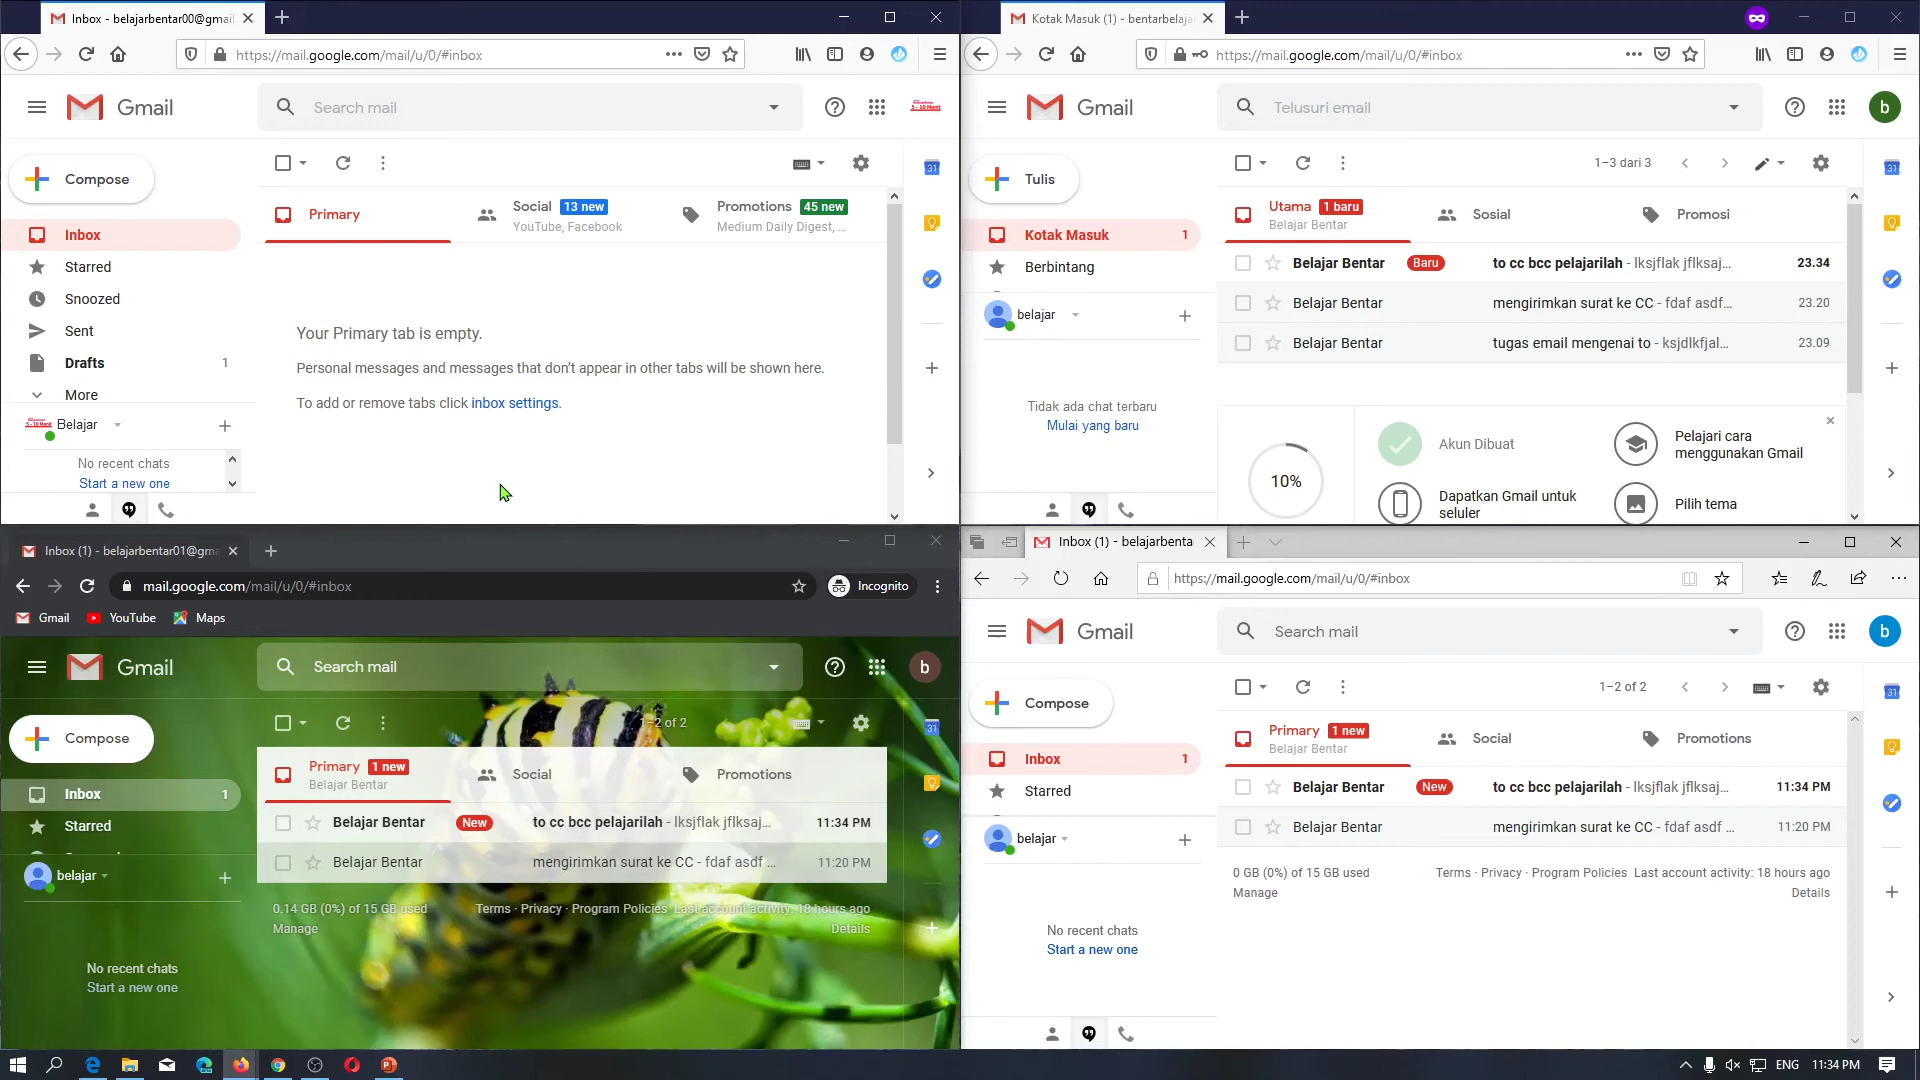 Inbox - belajarbentar00@gmail
https://mail.google.com/mail/u/0/#inbox
Gmail
Search mail
Compose
Inbox
Starred
Snoozed
Sent
Drafts 1
More
Belajar
No recent chats
Start a new one
Primary
Social 13 new
YouTube, Facebook
Promotions 45 new
Medium Daily Digest, ...
Your Primary tab is empty.
Personal messages and messages that don't appear in other tabs will be shown here.
To add or remove tabs click inbox settings.
31
Kotak Masuk (1) - bentarbelaja
https://mail.google.com/mail/u/0/#inbox
Gmail
Telusuri email
b
Tulis
1–3 dari 3
Kotak Masuk 1
Berbintang
belajar
Tidak ada chat terbaru
Mulai yang baru
Utama 1 baru
Belajar Bentar
Sosial
Promosi
Belajar Bentar Baru to cc bcc pelajarilah - lksjflak jflksaj... 23.34
Belajar Bentar mengirimkan surat ke CC - fdaf asdf... 23.20
Belajar Bentar tugas email mengenai to - ksjdlkfjal... 23.09
10%
Akun Dibuat
Pelajari cara
menggunakan Gmail
Dapatkan Gmail untuk
seluler
Pilih tema
31
Inbox (1) - belajarbentar01@gma
mail.google.com/mail/u/0/#inbox
Incognito
Gmail YouTube Maps
Gmail
Search mail
b
Compose
1–2 of 2
Inbox 1
Starred
belajar
No recent chats
Start a new one
Primary 1 new
Belajar Bentar
Social
Promotions
Belajar Bentar New to cc bcc pelajarilah - lksjflak jflksaj... 11:34 PM
Belajar Bentar mengirimkan surat ke CC - fdaf asdf ... 11:20 PM
0.14 GB (0%) of 15 GB used
Manage
Terms · Privacy · Program Policies
Last account activity: 18 hours ago
Details
31
Inbox (1) - belajarbenta
https://mail.google.com/mail/u/0/#inbox
Gmail
Search mail
b
Compose
1–2 of 2
Inbox 1
Starred
belajar
No recent chats
Start a new one
Primary 1 new
Belajar Bentar
Social
Promotions
Belajar Bentar New to cc bcc pelajarilah - lksjflak jflksaj... 11:34 PM
Belajar Bentar mengirimkan surat ke CC - fdaf asdf ... 11:20 PM
0 GB (0%) of 15 GB used
Manage
Terms · Privacy · Program Policies
Last account activity: 18 hours ago
Details
31
ENG 11:34 PM